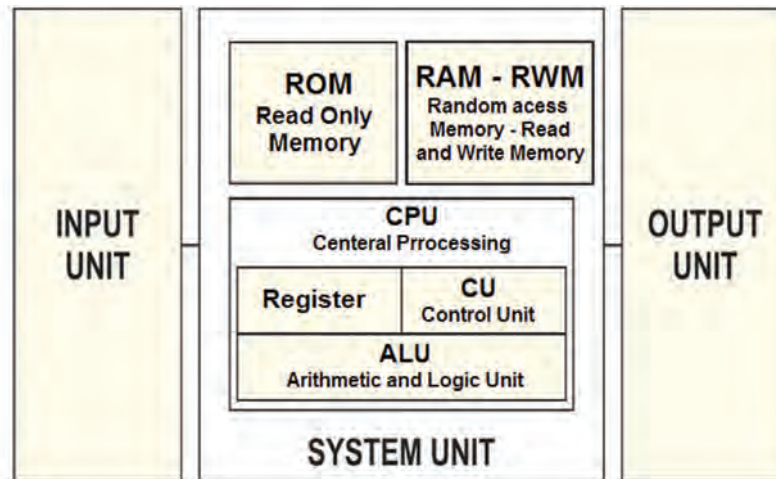 INPUT
UNIT
ROM
Read Only
Memory
RAM - RWM
Random acess
Memory - Read
and Write Memory
CPU
Centeral Prrocessing
Register
CU
Control Unit
ALU
Arithmetic and Logic Unit
SYSTEM UNIT
OUTPUT
UNIT